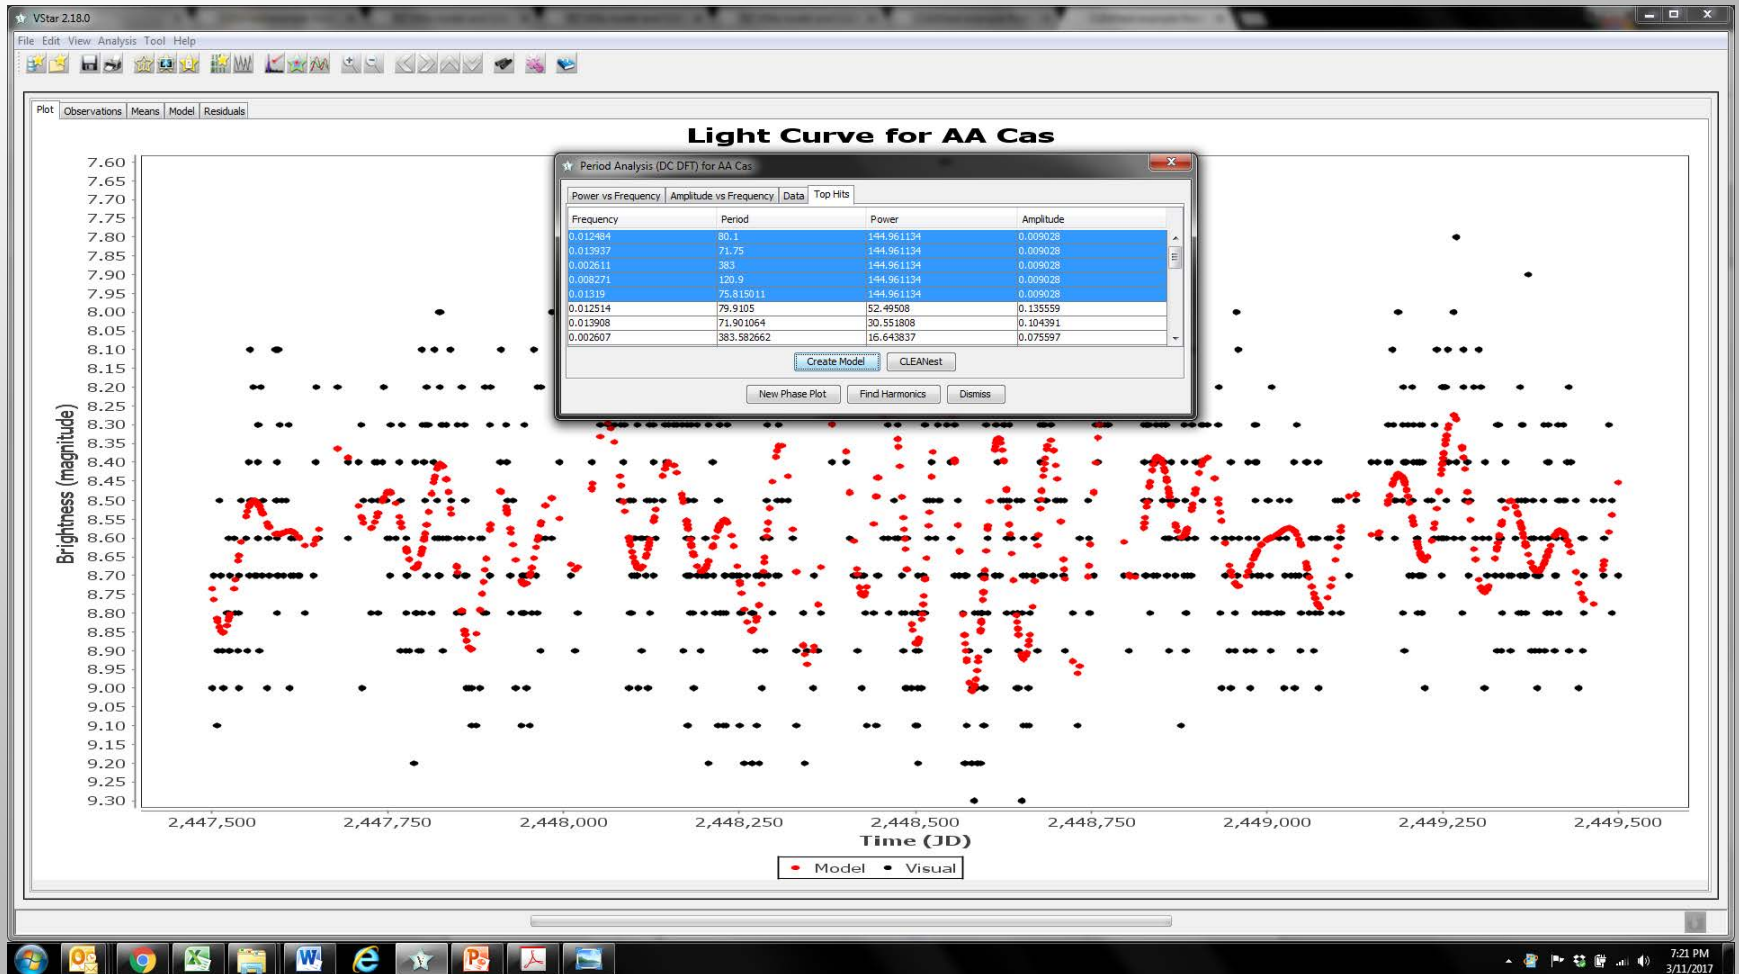 VStar 2.18.0
File Edit View Analysis Tool Help
Plot Observations Means Model Residuals
Light Curve for AA Cas
Period Analysis (DC DFT) for AA Cas
Power vs Frequency Amplitude vs Frequency Data Top Hits
Frequency Period Power Amplitude
0.012484 80.1 144.961134 0.009028
0.013937 71.75 144.961134 0.009028
0.002611 383 144.961134 0.009028
0.008271 120.9 144.961134 0.009028
0.01319 75.815011 144.961134 0.009028
0.012514 79.9105 52.49508 0.135559
0.013908 71.901064 30.551808 0.104391
0.002607 383.582662 16.643837 0.075597
Create Model CLEANest
New Phase Plot Find Harmonics Dismiss
Brightness (magnitude)
7.60
7.65
7.70
7.75
7.80
7.85
7.90
7.95
8.00
8.05
8.10
8.15
8.20
8.25
8.30
8.35
8.40
8.45
8.50
8.55
8.60
8.65
8.70
8.75
8.80
8.85
8.90
8.95
9.00
9.05
9.10
9.15
9.20
9.25
9.30
2,447,500 2,447,750 2,448,000 2,448,250 2,448,500 2,448,750 2,449,000 2,449,250 2,449,500
Time (JD)
Model Visual
7:21 PM
3/11/2017